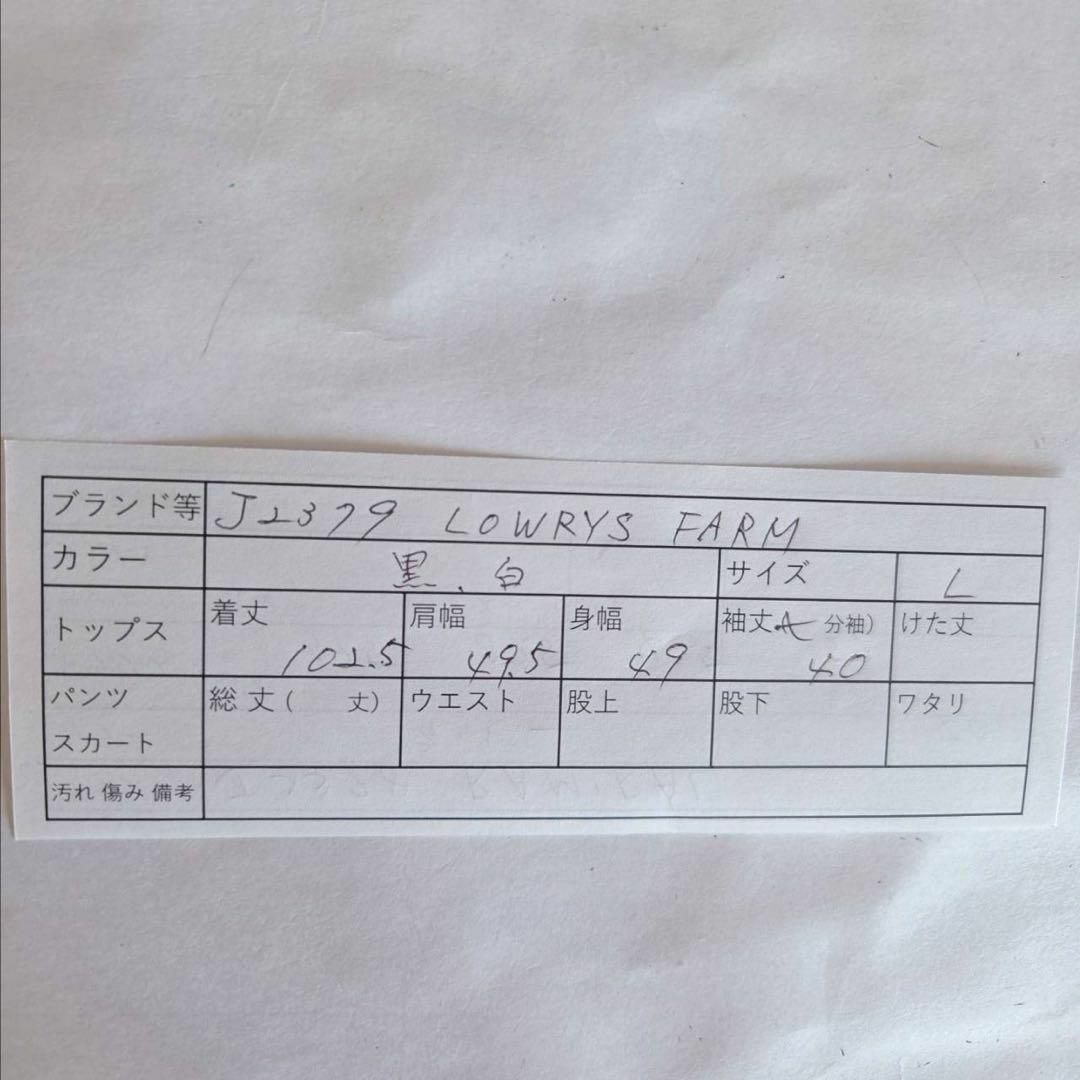 ブランド等 J2379 LOWRYS FARM
カラー 黒、白 サイズ L
トップス 着丈 102.5 肩幅 49.5 身幅 49 袖丈 分袖) 40 けた丈
パンツ スカート 総丈( 丈) ウエスト 股上 股下 ワタリ
汚れ 傷み 備考